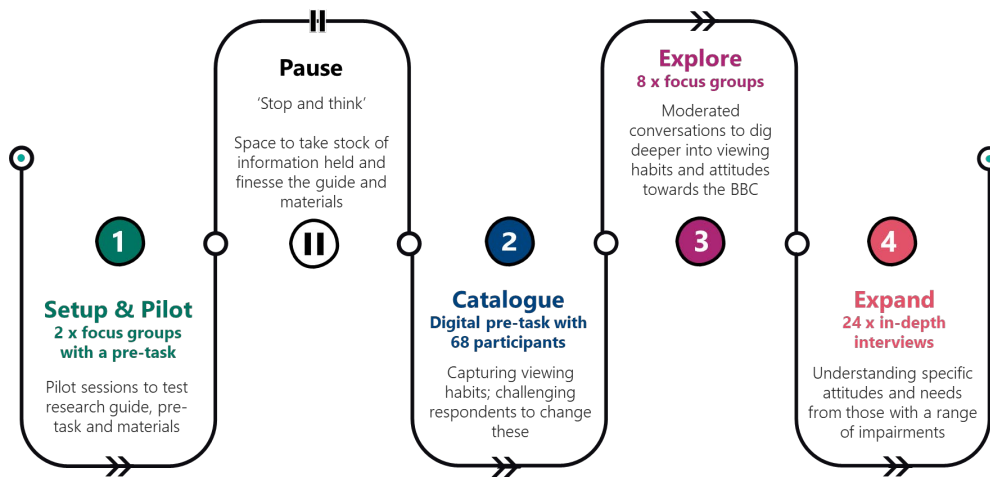 1
Setup & Pilot
2 x focus groups
with a pre-task
Pilot sessions to test
research guide, pre-
task and materials
Pause
‘Stop and think’
Space to take stock of
information held and
finesse the guide and
materials
2
Catalogue
Digital pre-task with
68 participants
Capturing viewing
habits; challenging
respondents to change
these
Explore
8 x focus groups
Moderated
conversations to dig
deeper into viewing
habits and attitudes
towards the BBC
3
4
Expand
24 x in-depth
interviews
Understanding specific
attitudes and needs
from those with a range
of impairments